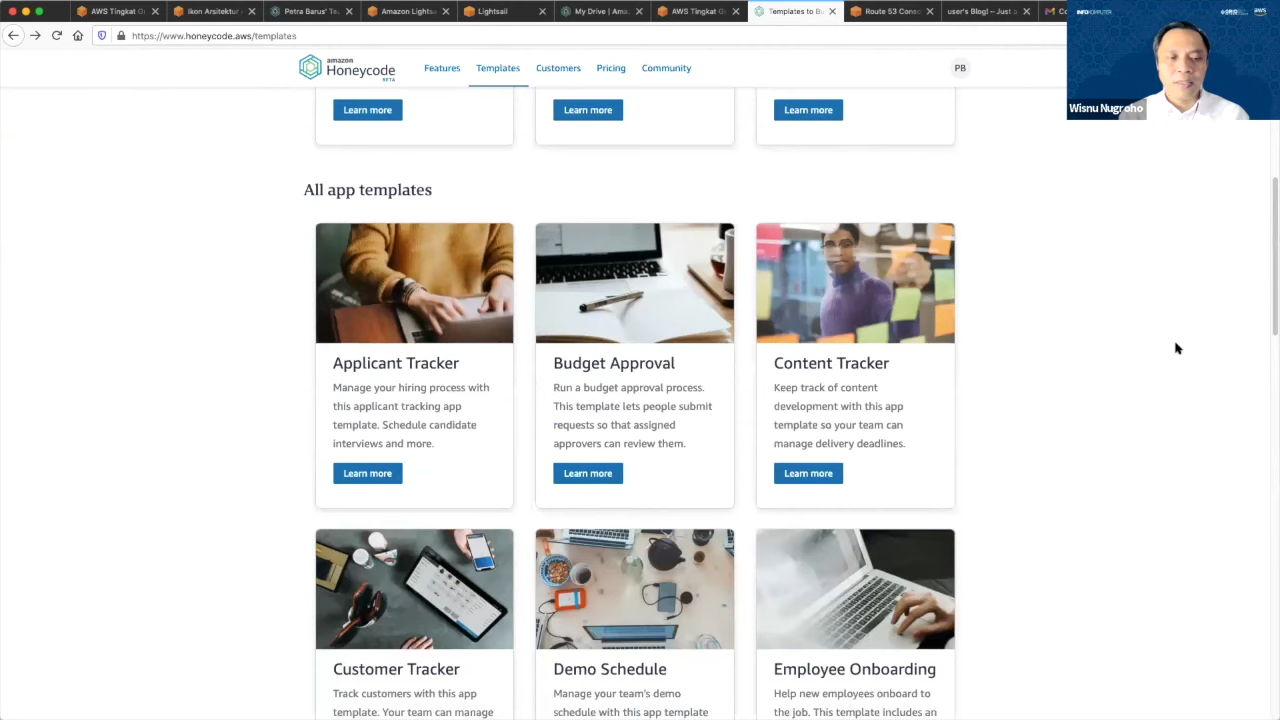 AWS Tingkat G
Ikon Arsitektur
Petra Barus' Te
Amazon Lightsa
Lightsail
My Drive | Ama
AWS Tingkat G
Templates to Bu
Route 53 Conso
user's Blog! – Just a
https://www.honeycode.aws/templates
INFOKOMPUTER
aws
Wisnu Nugroho
amazon
Honeycode
BETA
Features
Templates
Customers
Pricing
Community
PB
Learn more
Learn more
Learn more
All app templates
Applicant Tracker
Manage your hiring process with
this applicant tracking app
template. Schedule candidate
interviews and more.
Learn more
Budget Approval
Run a budget approval process.
This template lets people submit
requests so that assigned
approvers can review them.
Learn more
Content Tracker
Keep track of content
development with this app
template so your team can
manage delivery deadlines.
Learn more
Customer Tracker
Track customers with this app
template. Your team can manage
Demo Schedule
Manage your team's demo
schedule with this app template
Employee Onboarding
Help new employees onboard to
the job. This template includes an